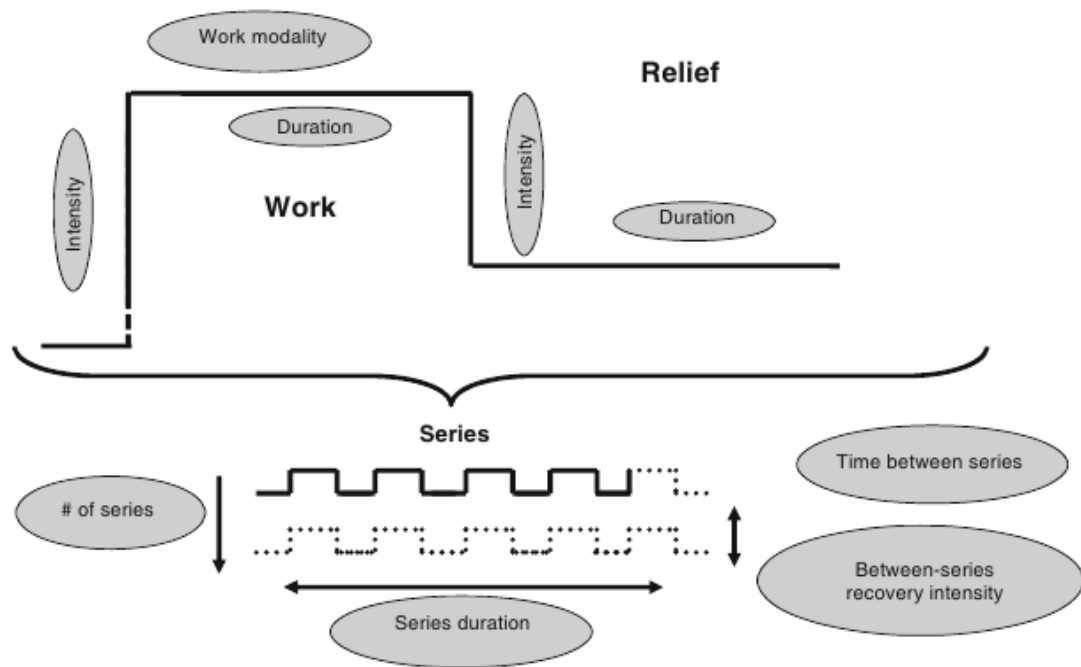 Work modality
Relief
Duration
Intensity
Intensity
Work
Duration
Series
Time between series
# of series
Between-series
recovery intensity
Series duration